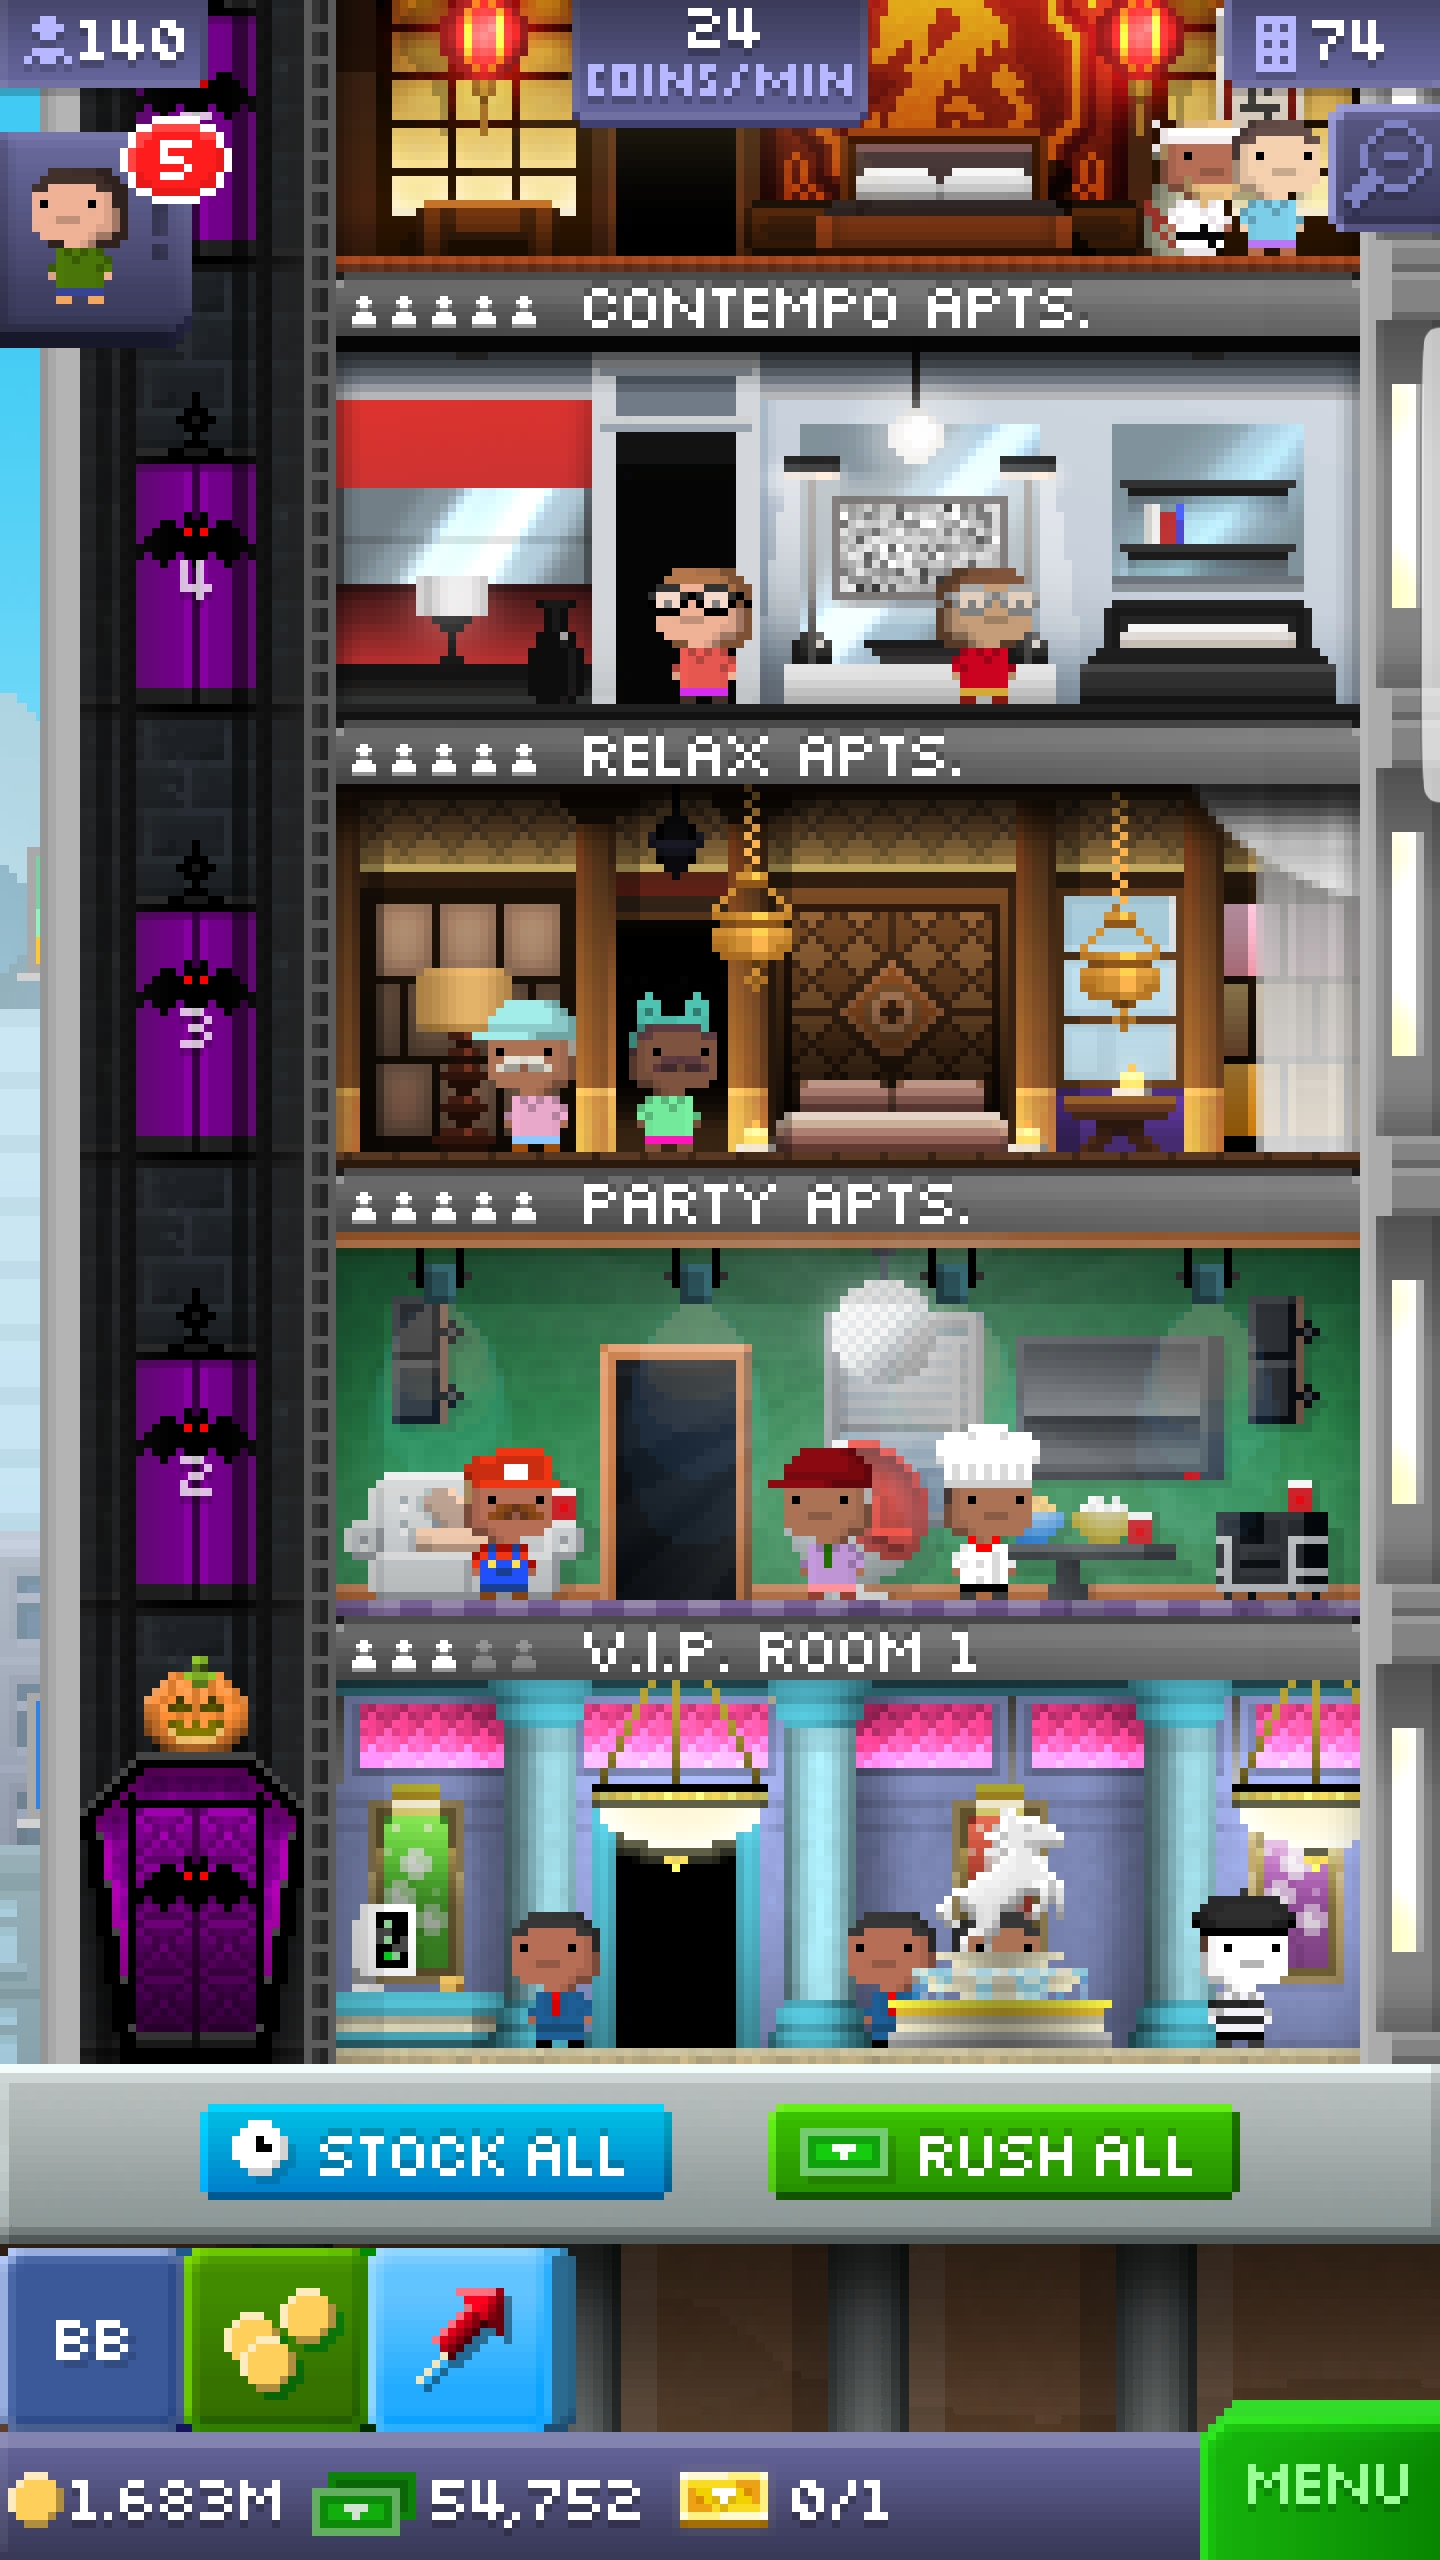 140
24
COINS/MIN
74
5
CONTEMPO APTS.
4
RELAX APTS.
3
PARTY APTS.
2
V.I.P. ROOM 1
STOCK ALL
RUSH ALL
BB
1.683M
54,752
0/1
MENU